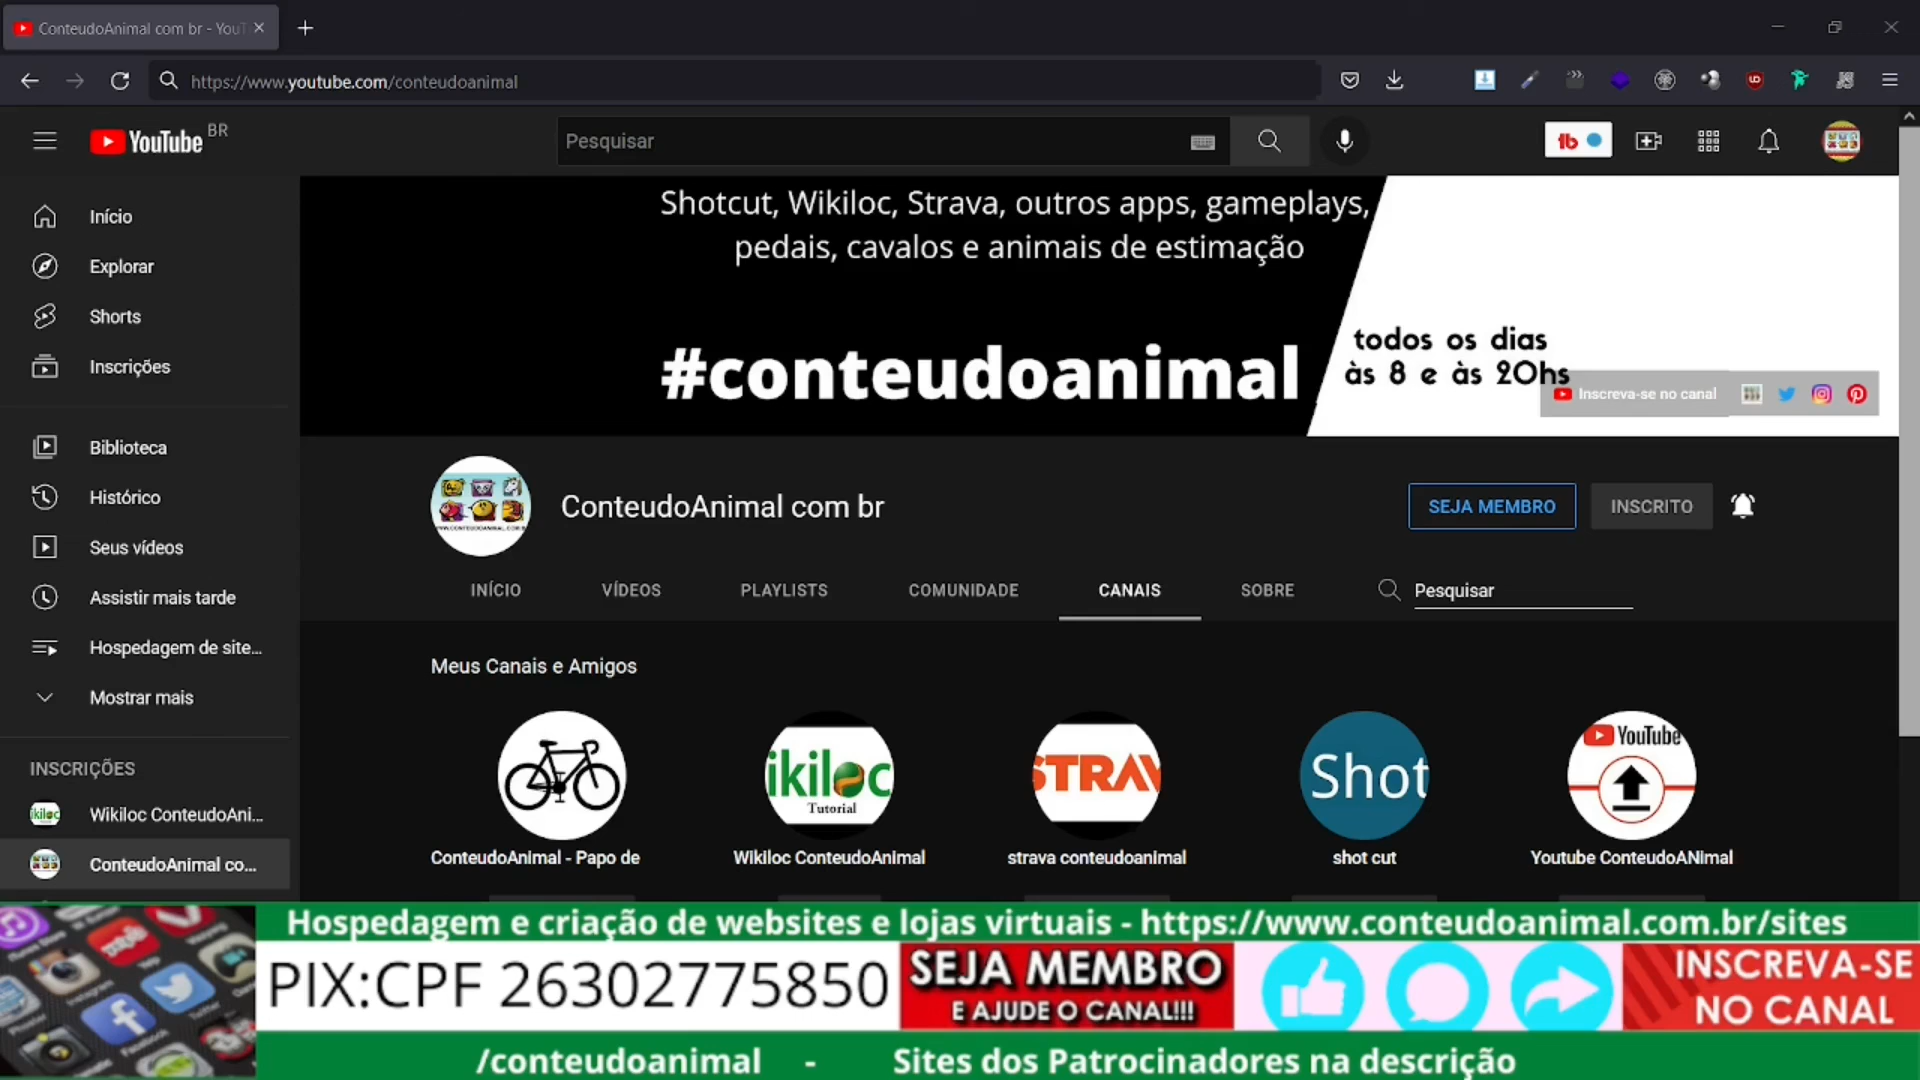 ConteudoAnimal com br - YouT
https://www.youtube.com/conteudoanimal
YouTube BR
Pesquisar
Início
Explorar
Shorts
Inscrições
Biblioteca
Histórico
Seus vídeos
Assistir mais tarde
Hospedagem de site...
Mostrar mais
INSCRIÇÕES
Wikiloc ConteudoAni...
ConteudoAnimal co...
Shotcut, Wikiloc, Strava, outros apps, gameplays,
pedais, cavalos e animais de estimação
#conteudoanimal
todos os dias
às 8 e às 20hs
Inscreva-se no canal
ConteudoAnimal com br
SEJA MEMBRO
INSCRITO
INÍCIO
VÍDEOS
PLAYLISTS
COMUNIDADE
CANAIS
SOBRE
Pesquisar
Meus Canais e Amigos
ikiloc
Tutorial
STRAV
Shot
YouTube
ConteudoAnimal - Papo de
Wikiloc ConteudoAnimal
strava conteudoanimal
shot cut
Youtube ConteudoANimal
Hospedagem e criação de websites e lojas virtuais - https://www.conteudoanimal.com.br/sites
PIX:CPF 26302775850
SEJA MEMBRO
E AJUDE O CANAL!!!
INSCREVA-SE
NO CANAL
/conteudoanimal - Sites dos Patrocinadores na descrição